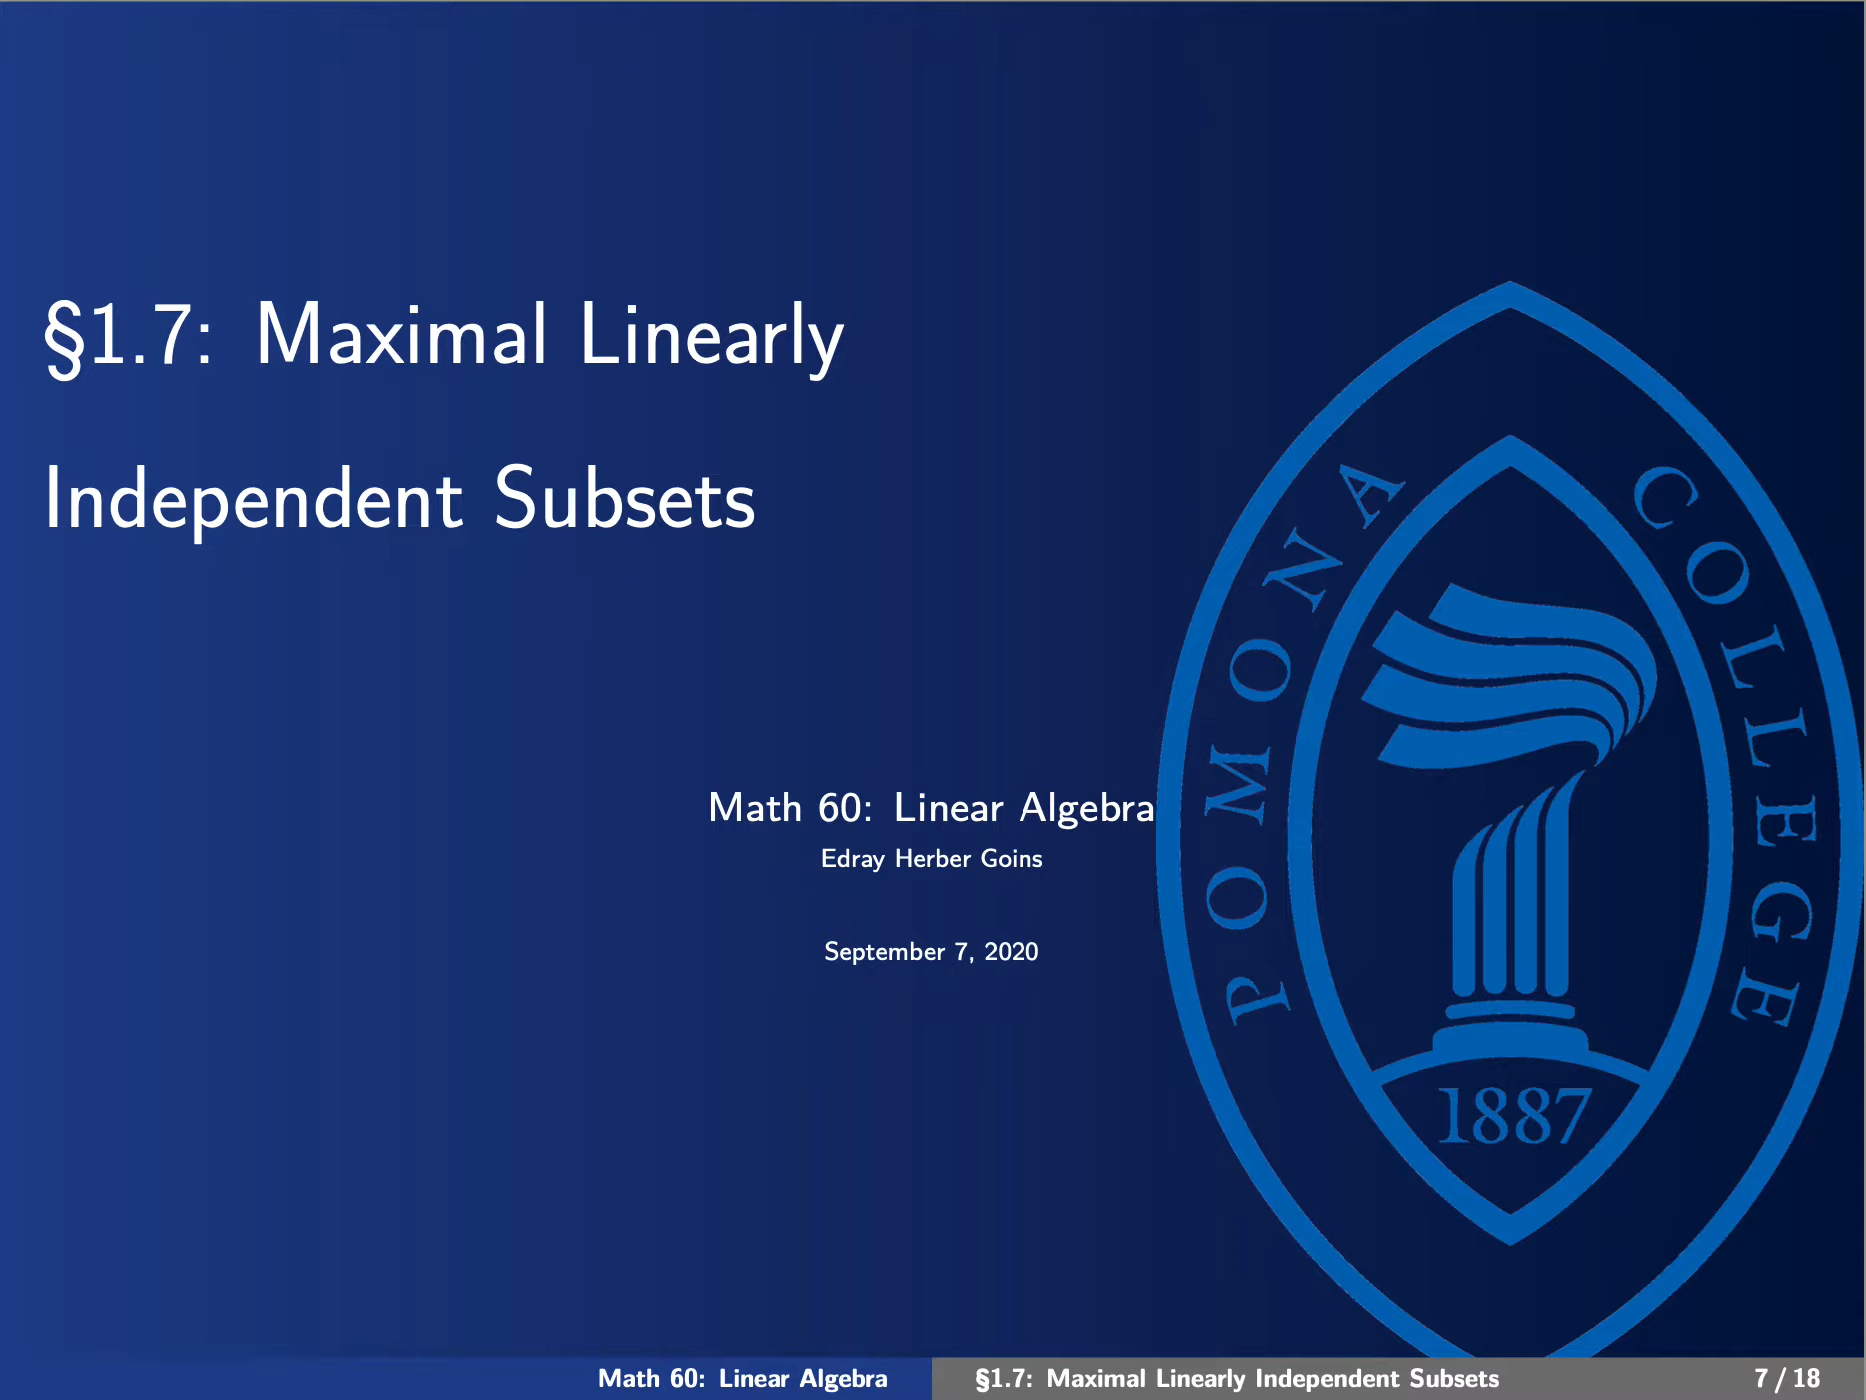 §1.7: Maximal Linearly
Independent Subsets
Math 60: Linear Algebra
Edray Herber Goins
September 7, 2020
POMONA COLLEGE
1887
Math 60: Linear Algebra
§1.7: Maximal Linearly Independent Subsets
7 / 18